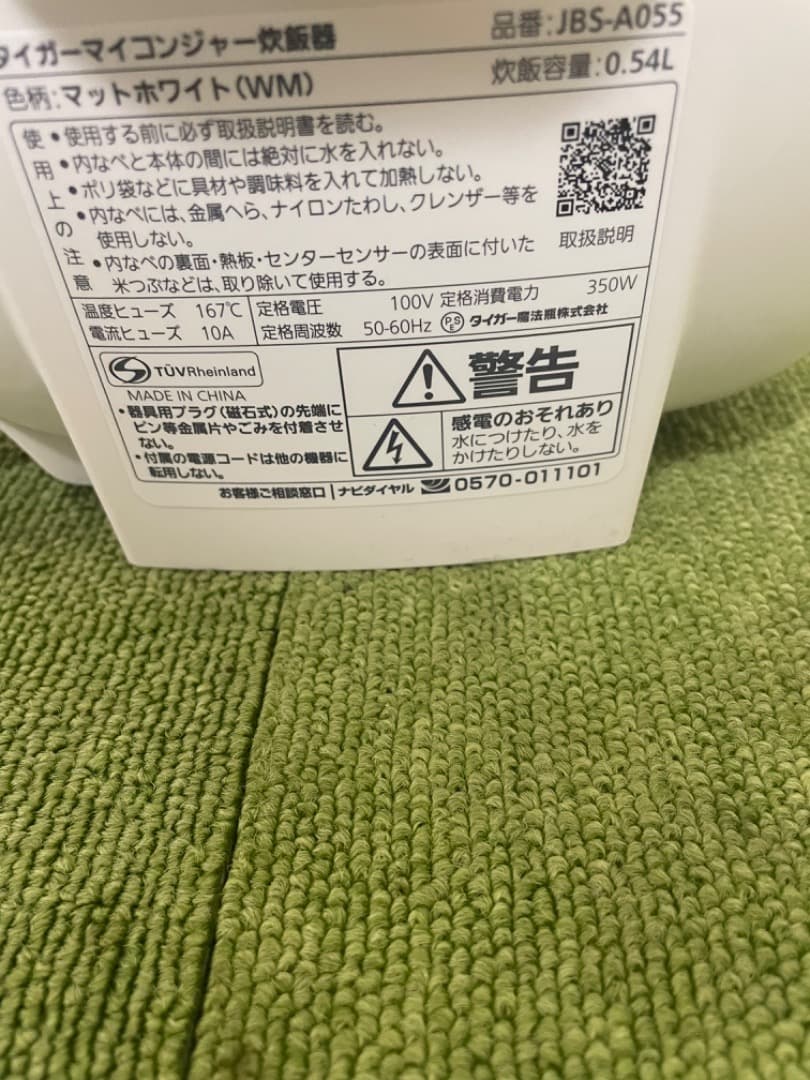 タイガーマイコンジャー炊飯器
品番:JBS-A055
色柄:マットホワイト(WM)
炊飯容量:0.54L
使用上の注意
•使用する前に必ず取扱説明書を読む。
•内なべと本体の間には絶対に水を入れない。
•ポリ袋などに具材や調味料を入れて加熱しない。
•内なべには、金属へら、ナイロンたわし、クレンザー等を
使用しない。
•内なべの裏面・熱板・センターセンサーの表面に付いた
米つぶなどは、取り除いて使用する。
取扱説明
温度ヒューズ 167℃
電流ヒューズ 10A
定格電圧 100V 定格消費電力 350W
定格周波数 50-60Hz PSE タイガー魔法瓶株式会社
TÜVRheinland
MADE IN CHINA
•器具用プラグ(磁石式)の先端に
ピン等金属片やごみを付着させ
ない。
•付属の電源コードは他の機器に
転用しない。
警告
感電のおそれあり
水につけたり、水を
かけたりしない。
お客様ご相談窓口|ナビダイヤル 0570-011101